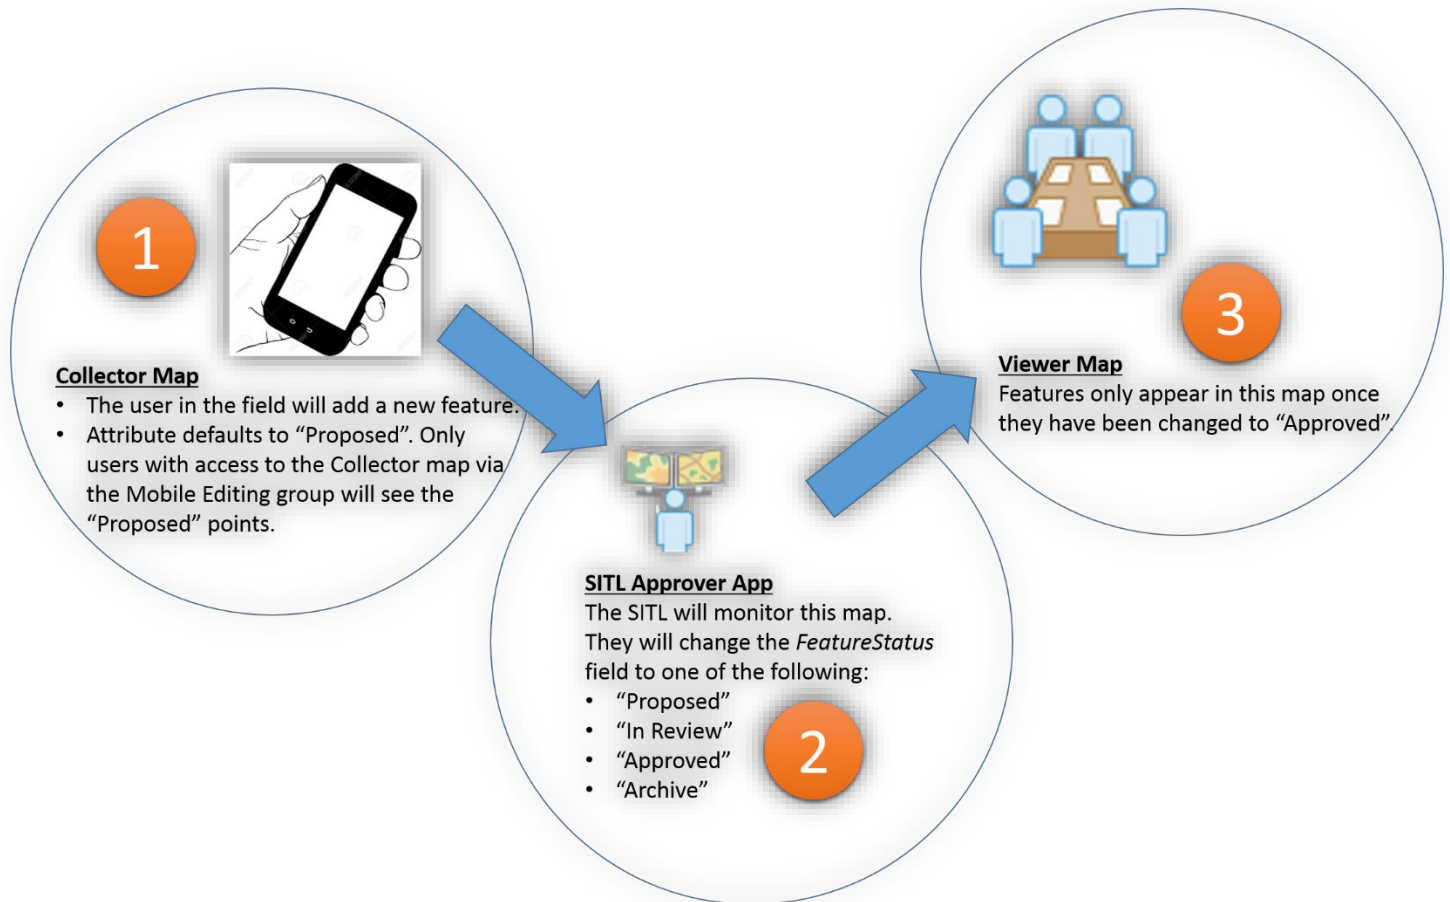 1
Collector Map
• The user in the field will add a new feature.
• Attribute defaults to “Proposed”. Only
users with access to the Collector map via
the Mobile Editing group will see the
“Proposed” points.
SITL Approver App
The SITL will monitor this map.
They will change the FeatureStatus
field to one of the following:
• “Proposed”
• “In Review”
• “Approved”
• “Archive”
2
3
Viewer Map
Features only appear in this map once
they have been changed to “Approved”.